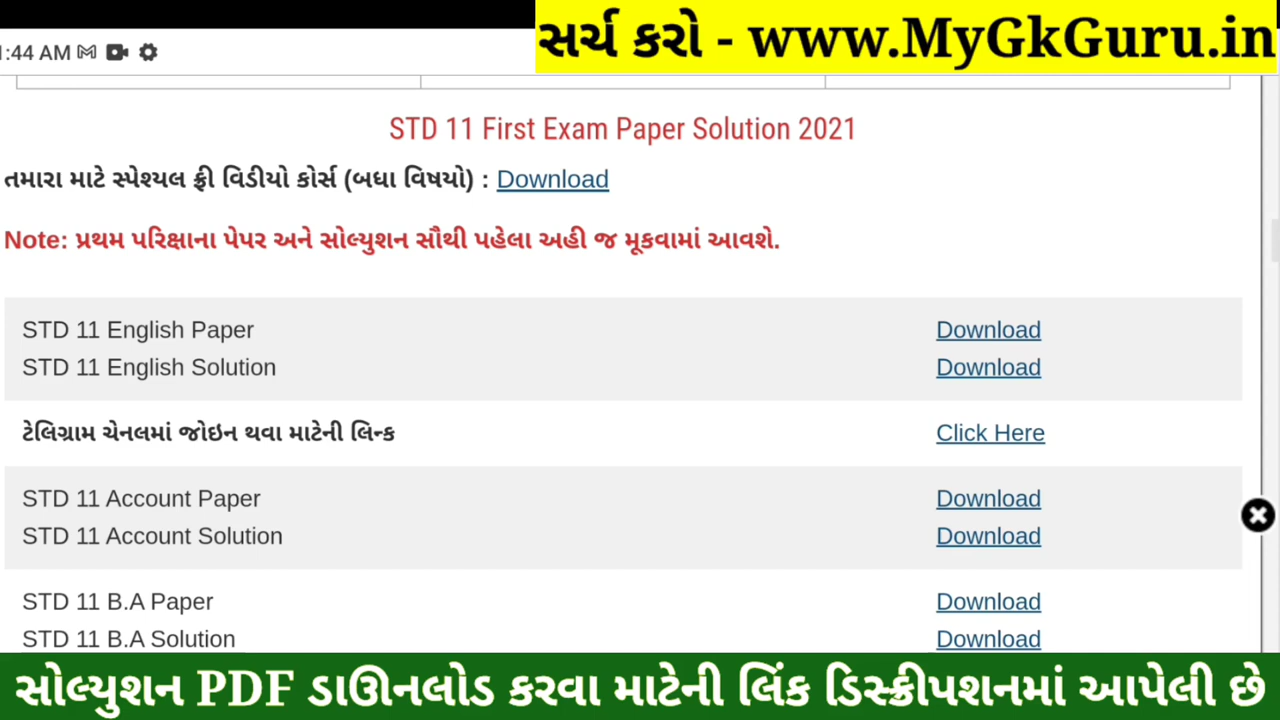 સર્ચ કરો - www.MyGkGuru.in
1:44 AM
STD 11 First Exam Paper Solution 2021
તમારા માટે સ્પેશ્યલ ફ્રી વિડીયો કોર્સ (બધા વિષયો) : Download
Note: પ્રથમ પરિક્ષાના પેપર અને સોલ્યુશન સૌથી પહેલા અહી જ મૂકવામાં આવશે.
STD 11 English Paper Download
STD 11 English Solution Download
ટેલિગ્રામ ચેનલમાં જોઇન થવા માટેની લિન્ક Click Here
STD 11 Account Paper Download
STD 11 Account Solution Download
STD 11 B.A Paper Download
STD 11 B.A Solution Download
સોલ્યુશન PDF ડાઊનલોડ કરવા માટેની લિંક ડિસ્ક્રીપશનમાં આપેલી છે